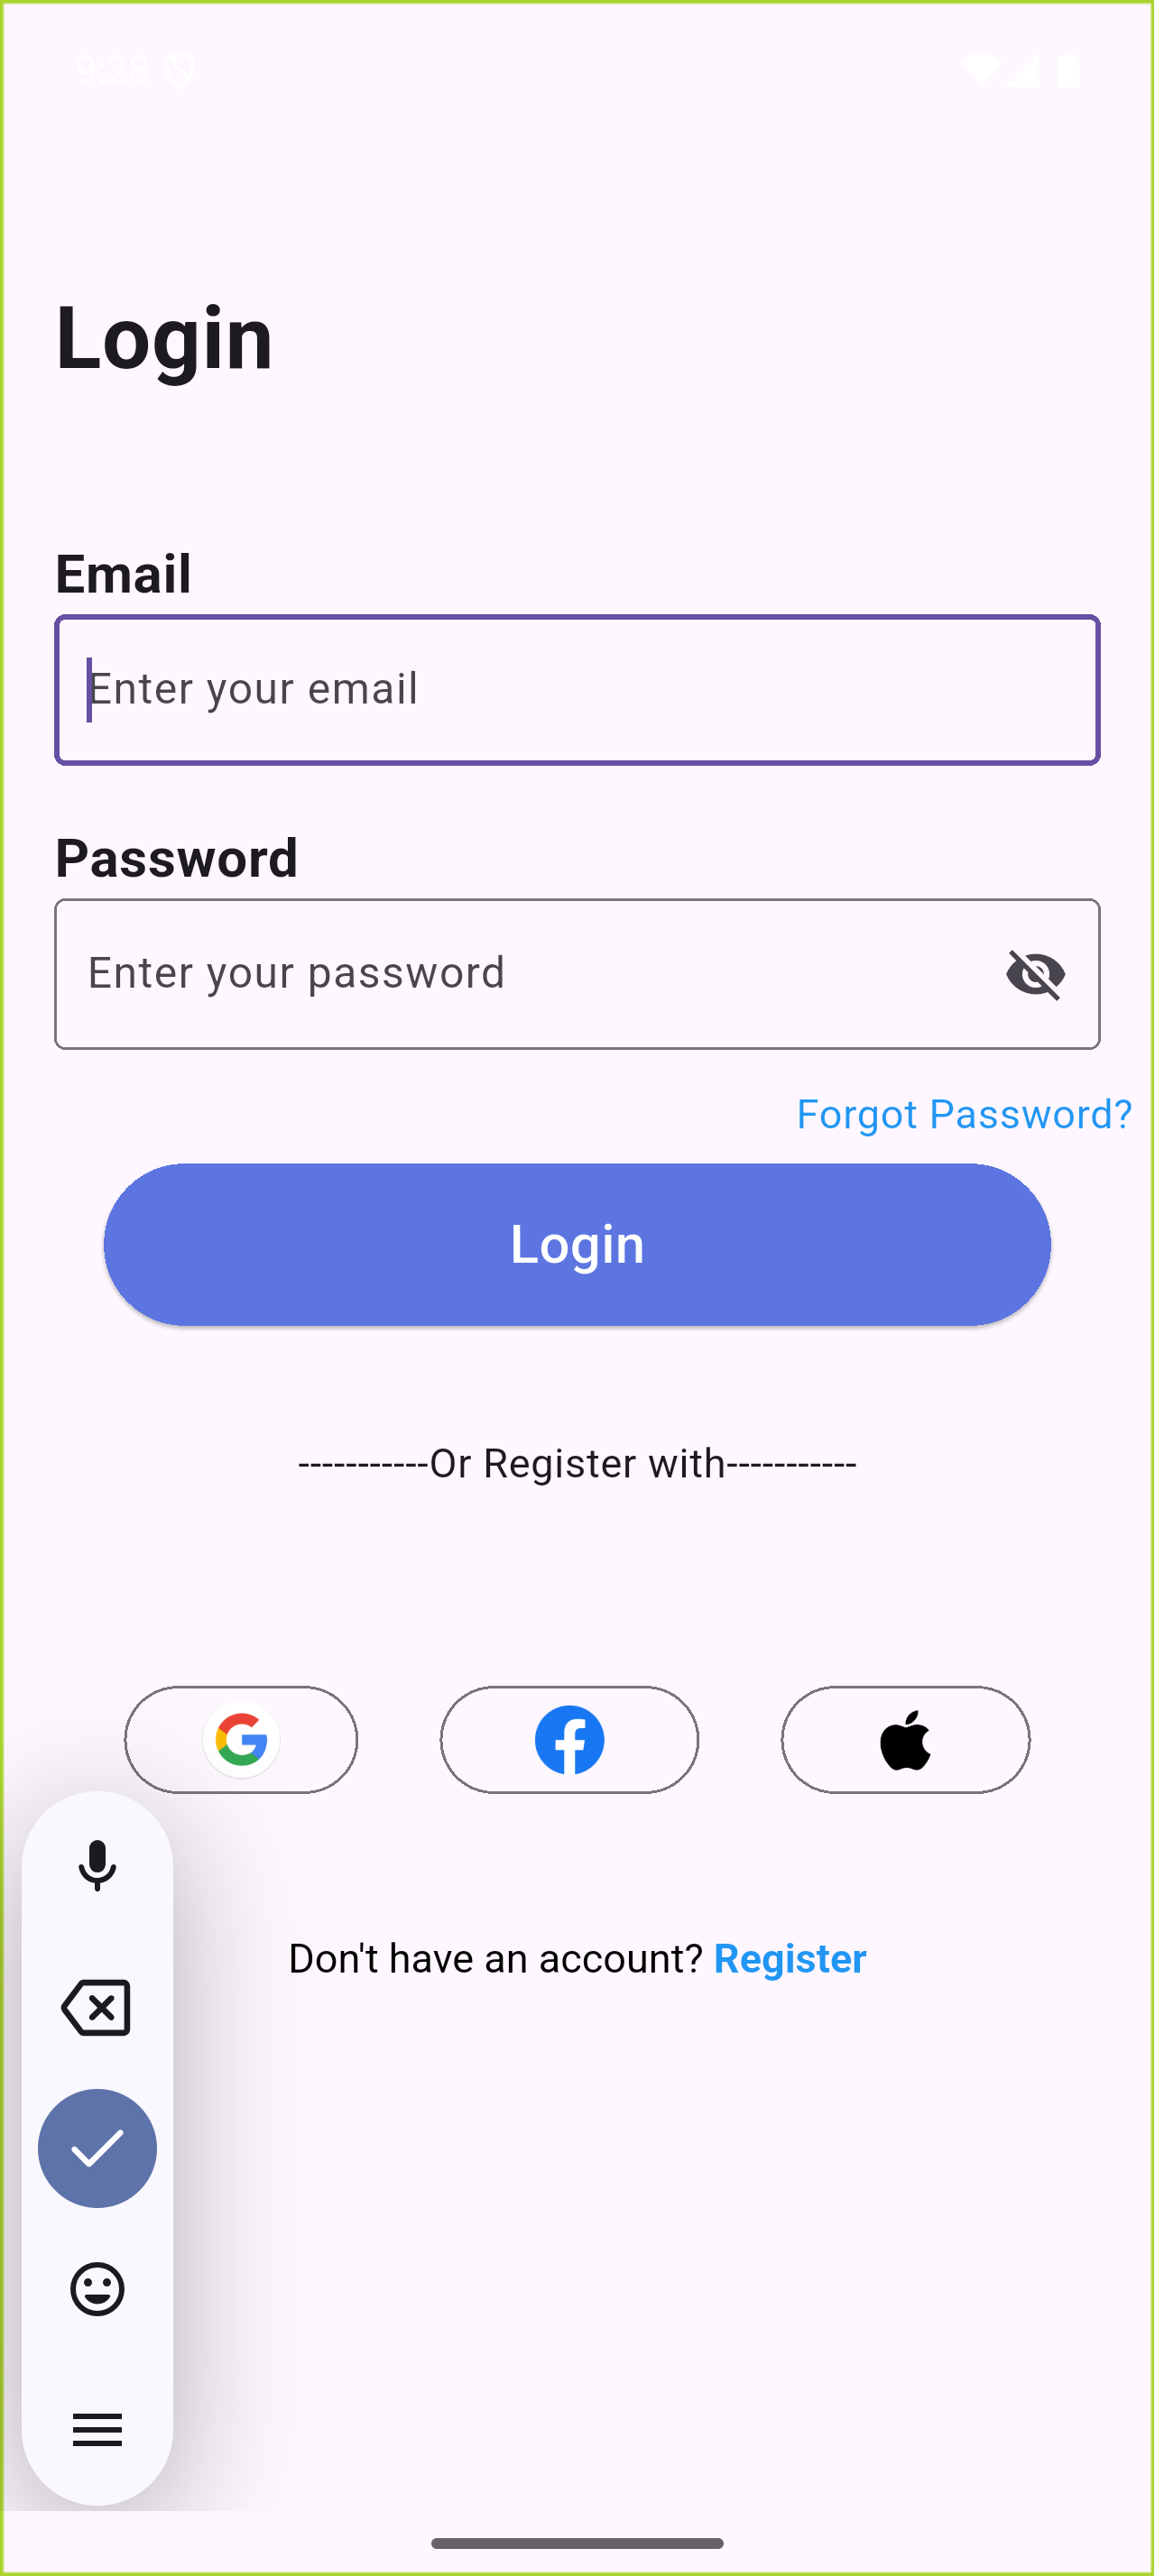 9:28
Login
Email
Enter your email
Password
Enter your password
Forgot Password?
Login
-----------Or Register with-----------
Don't have an account? Register